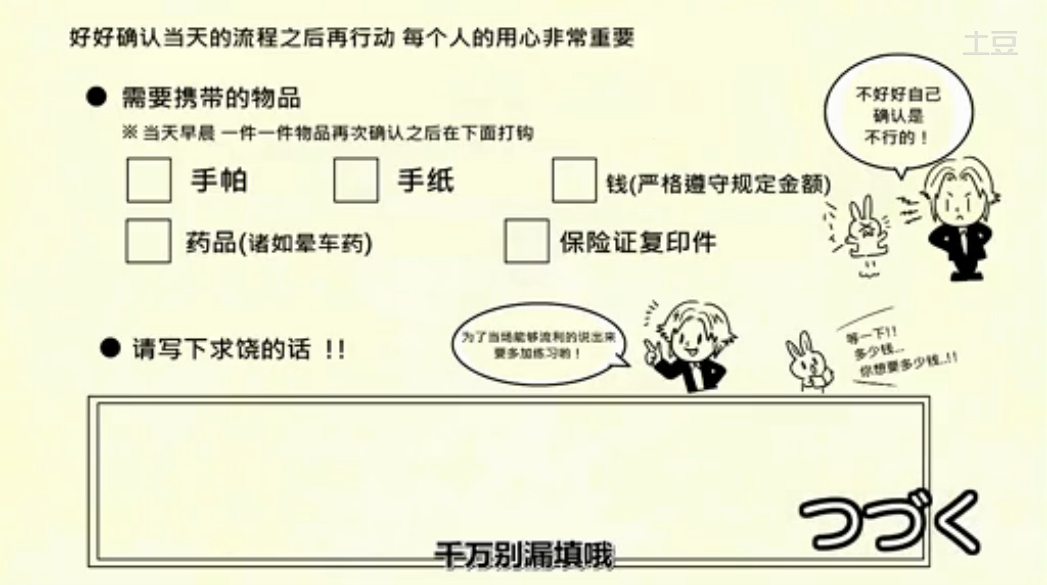 好好确认当天的流程之后再行动 每个人的用心非常重要
土豆
● 需要携带的物品
※ 当天早晨 一件一件物品再次确认之后在下面打钩
不好好自己
确认是
不行的！
手帕 手纸 钱(严格遵守规定金额)
药品(诸如晕车药) 保险证复印件
● 请写下求饶的话 !!
为了当场能够流利的说出来
要多加练习哟！
等一下!!
多少钱...
你想要多少钱..!!
つづく
千万别漏填哦